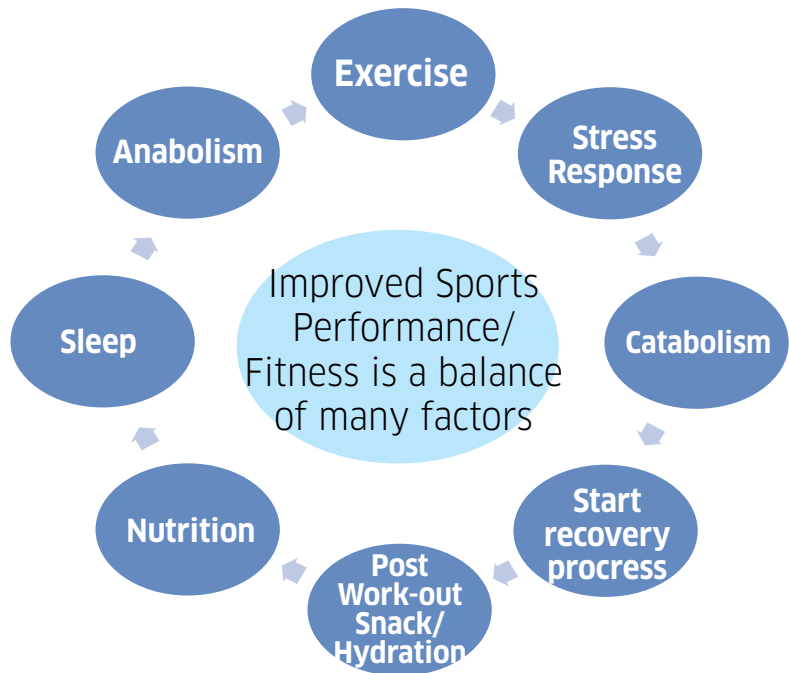 Exercise
Stress
Response
Catabolism
Start
recovery
procress
Post
Work-out
Snack/
Hydration
Nutrition
Sleep
Anabolism
Improved Sports
Performance/
Fitness is a balance
of many factors